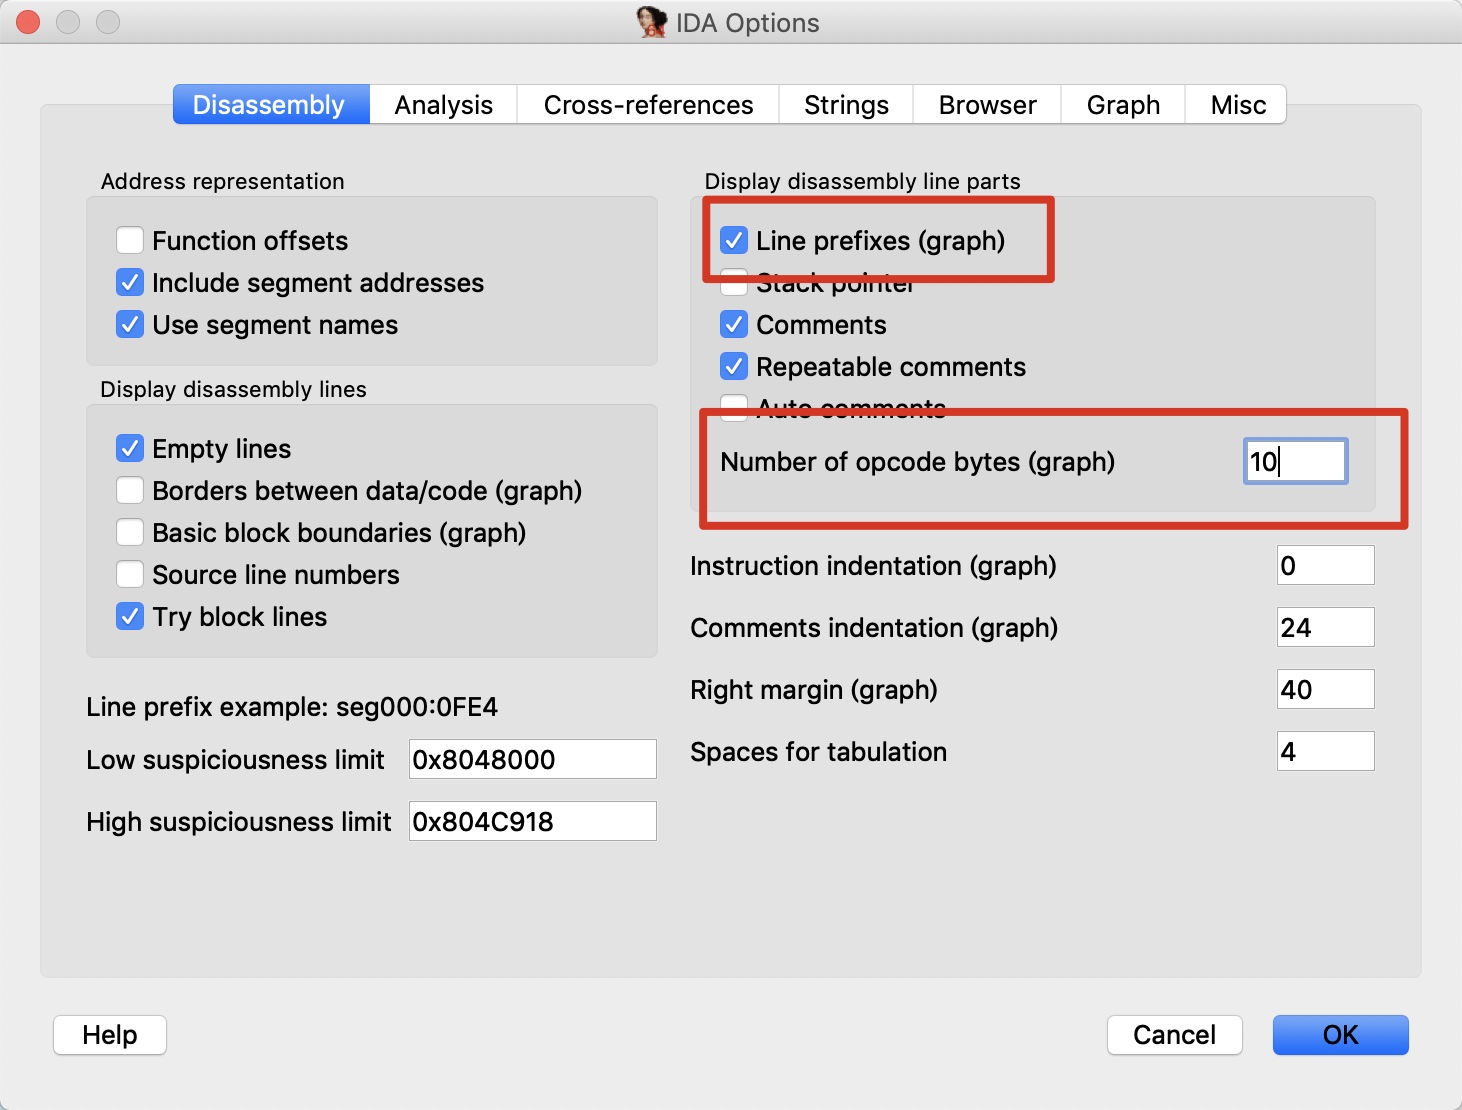 IDA Options
Disassembly Analysis Cross-references Strings Browser Graph Misc
Address representation
Function offsets
Include segment addresses
Use segment names
Display disassembly lines
Empty lines
Borders between data/code (graph)
Basic block boundaries (graph)
Source line numbers
Try block lines
Line prefix example: seg000:0FE4
Low suspiciousness limit 0x8048000
High suspiciousness limit 0x804C918
Display disassembly line parts
Line prefixes (graph)
Stack pointer
Comments
Repeatable comments
Auto comments
Number of opcode bytes (graph) 10
Instruction indentation (graph) 0
Comments indentation (graph) 24
Right margin (graph) 40
Spaces for tabulation 4
Help Cancel OK